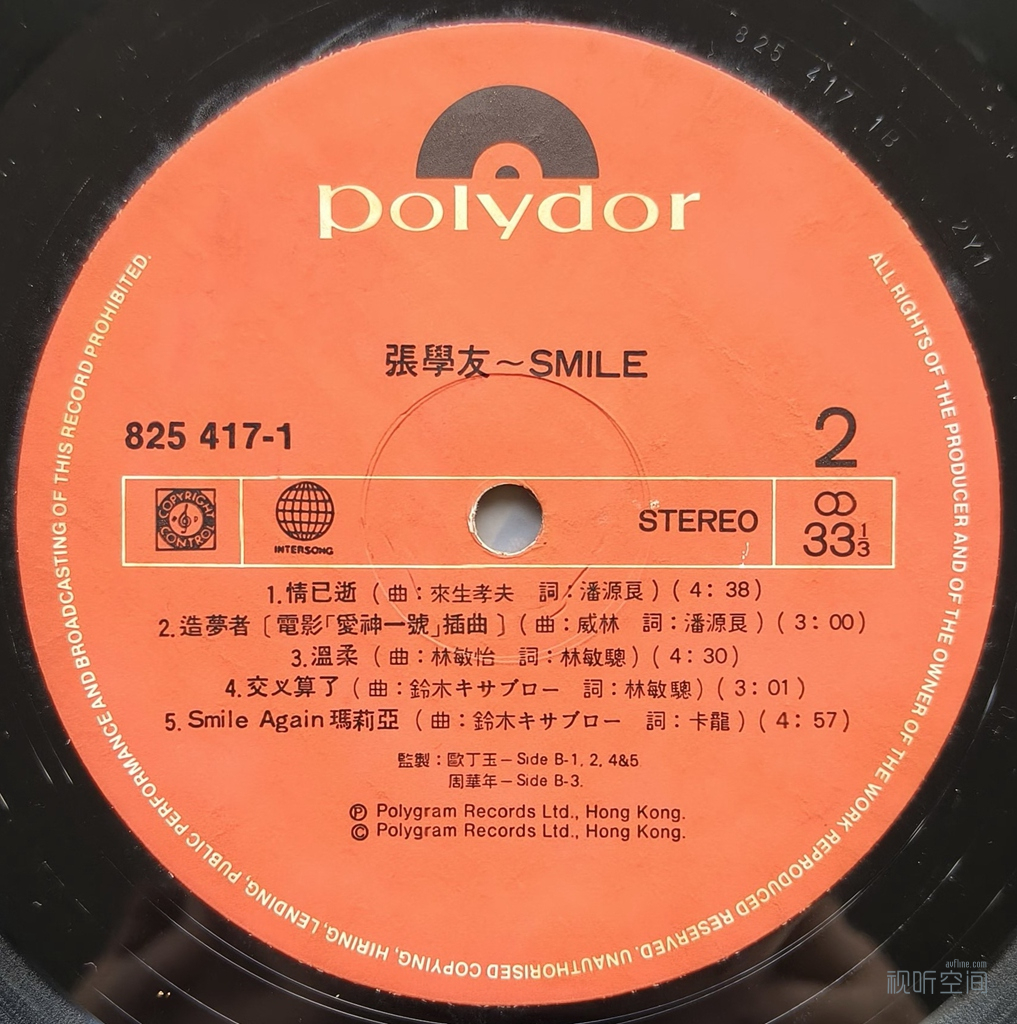 825 417 1B
2Y1
polydor
張學友～SMILE
825 417-1
2
COPYRIGHT CONTROL
INTERSONG
STEREO
33⅓
1.情已逝（曲：來生孝夫 詞：潘源良）（4：38）
2.造夢者〔電影「愛神一號」插曲〕（曲：威林 詞：潘源良）（3：00）
3.溫柔（曲：林敏怡 詞：林敏驄）（4：30）
4.交义算了（曲：鈴木キサブロー 詞：林敏驄）（3：01）
5.Smile Again 瑪莉亞（曲：鈴木キサブロー 詞：卡龍）（4：57）
監製：歐丁玉－Side B-1, 2, 4&5
周華年－Side B-3.
Ⓟ Polygram Records Ltd., Hong Kong.
© Polygram Records Ltd., Hong Kong.
ALL RIGHTS OF THE PRODUCER AND OF THE OWNER OF THE WORK REPRODUCED RESERVED. UNAUTHORISED COPYING, HIRING, LENDING, PUBLIC PERFORMANCE AND BROADCASTING OF THIS RECORD PROHIBITED.
avfline.com
视听空间